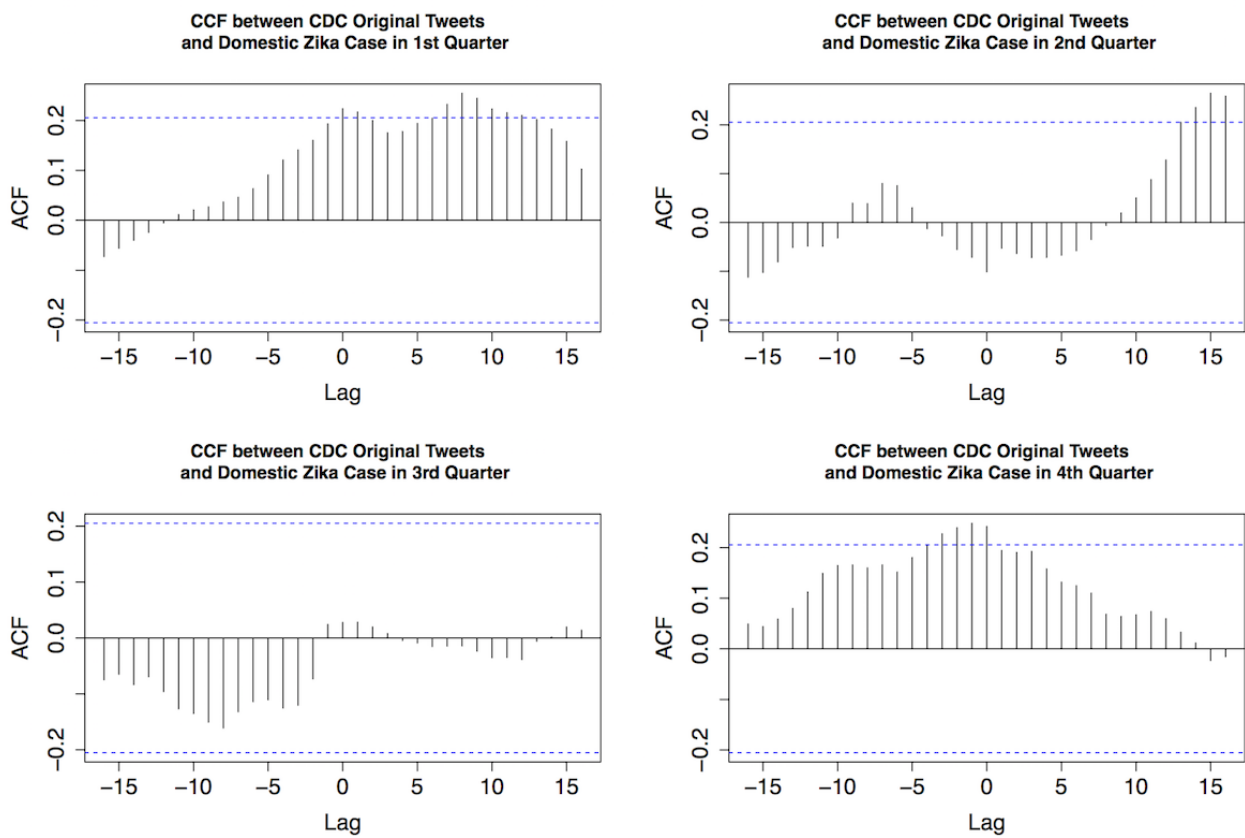 CCF between CDC Original Tweets
and Domestic Zika Case in 1st Quarter
ACF
0.2
0.1
0.0
−0.2
−15 −10 −5 0 5 10 15
Lag
CCF between CDC Original Tweets
and Domestic Zika Case in 2nd Quarter
ACF
0.2
0.1
0.0
−0.2
−15 −10 −5 0 5 10 15
Lag
CCF between CDC Original Tweets
and Domestic Zika Case in 3rd Quarter
ACF
0.2
0.1
0.0
−0.2
−15 −10 −5 0 5 10 15
Lag
CCF between CDC Original Tweets
and Domestic Zika Case in 4th Quarter
ACF
0.2
0.1
0.0
−0.2
−15 −10 −5 0 5 10 15
Lag